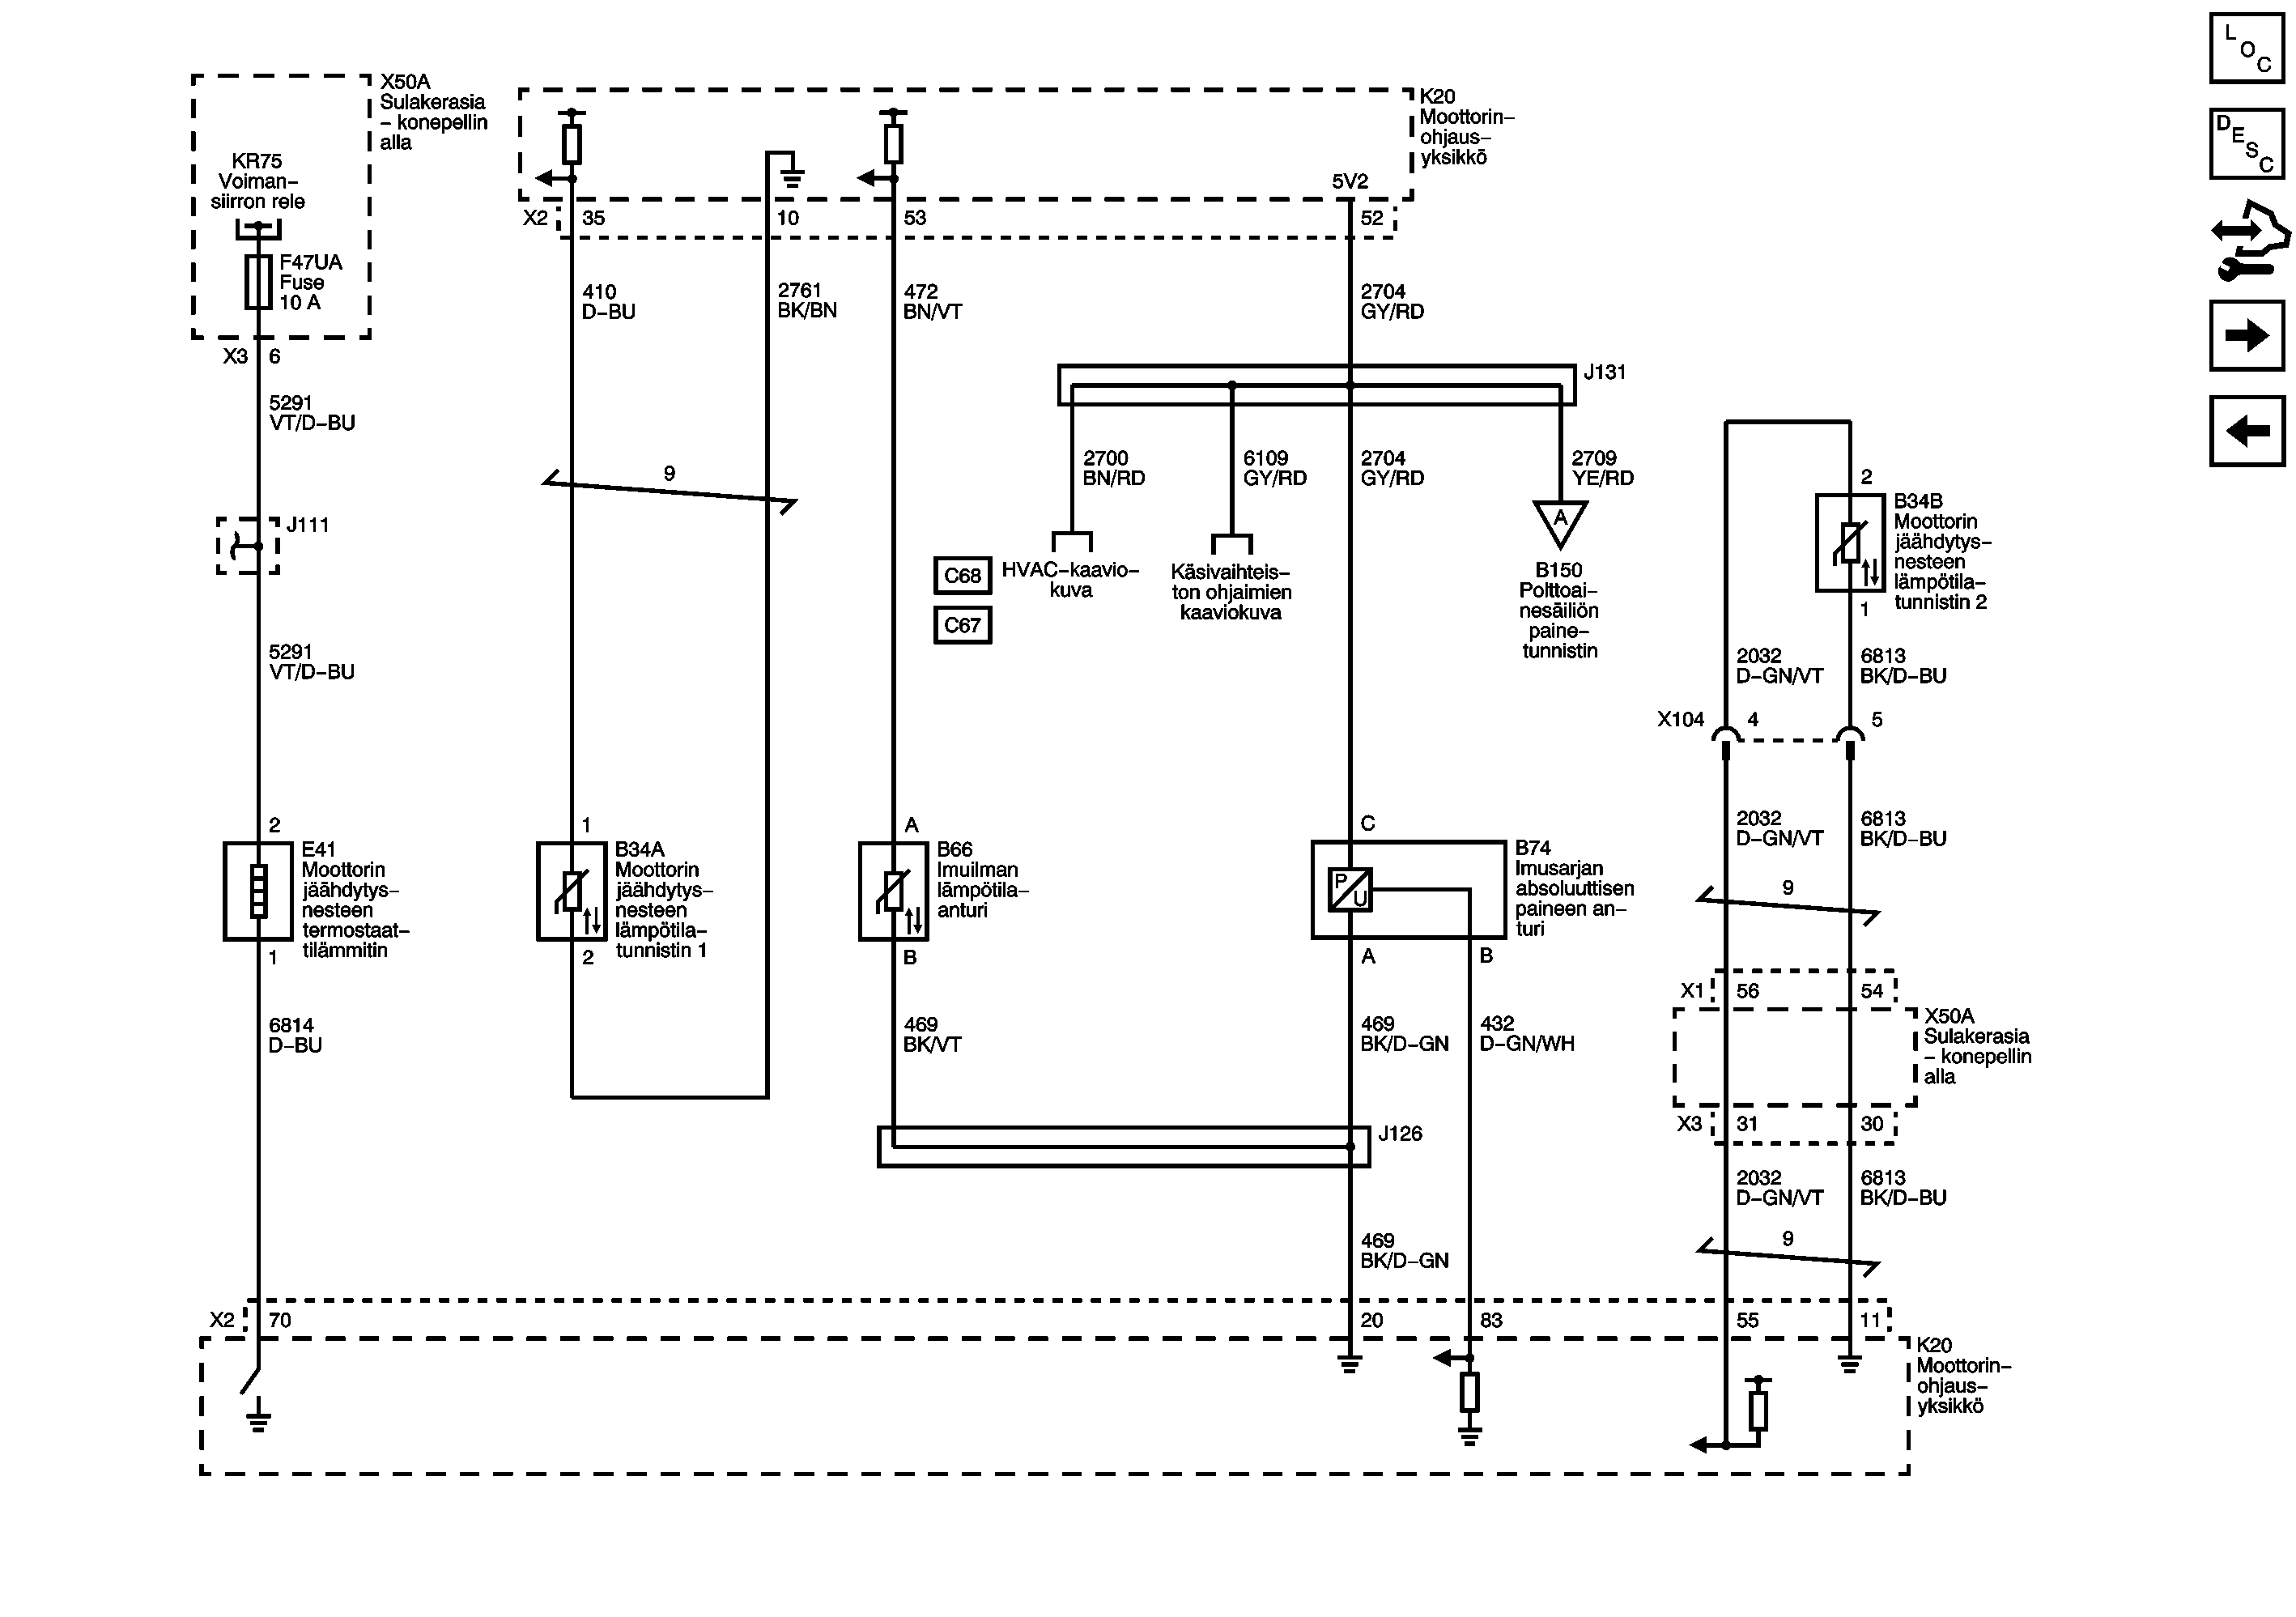 L
O
C
D
E
S
C
X50A
Sulakerasia
– konepellin
alla
KR75
Voiman–
siirron rele
F47UA
Fuse
10 A
X3 6
5291
VT/D–BU
J111
5291
VT/D–BU
2
E41
Moottorin
jäähdytys–
nesteen
termostaat–
tilämmitin
1
6814
D–BU
K20
Moottorin–
ohjaus–
yksikkö
5V2
X2 35 10 53 52
410
D–BU
2761
BK/BN
472
BN/VT
2704
GY/RD
9
J131
2700
BN/RD
6109
GY/RD
2704
GY/RD
2709
YE/RD
A
C68
C67
HVAC–kaavio–
kuva
Käsivaihteis–
ton ohjaimien
kaaviokuva
B150
Polttoai–
nesäiliön
paine–
tunnistin
1
B34A
Moottorin
jäähdytys–
nesteen
lämpötila–
tunnistin 1
2
A
B66
Imuilman
lämpötila–
anturi
B
469
BK/VT
C
P
U
B74
Imusarjan
absoluuttisen
paineen an–
turi
A B
469
BK/D–GN
432
D–GN/WH
J126
469
BK/D–GN
2
B34B
Moottorin
jäähdytys–
nesteen
lämpötila–
tunnistin 2
1
2032
D–GN/VT
6813
BK/D–BU
X104 4 5
2032
D–GN/VT
6813
BK/D–BU
9
X1 56 54
X50A
Sulakerasia
– konepellin
alla
X3 31 30
2032
D–GN/VT
6813
BK/D–BU
9
X2 70 20 83 55 11
K20
Moottorin–
ohjaus–
yksikkö